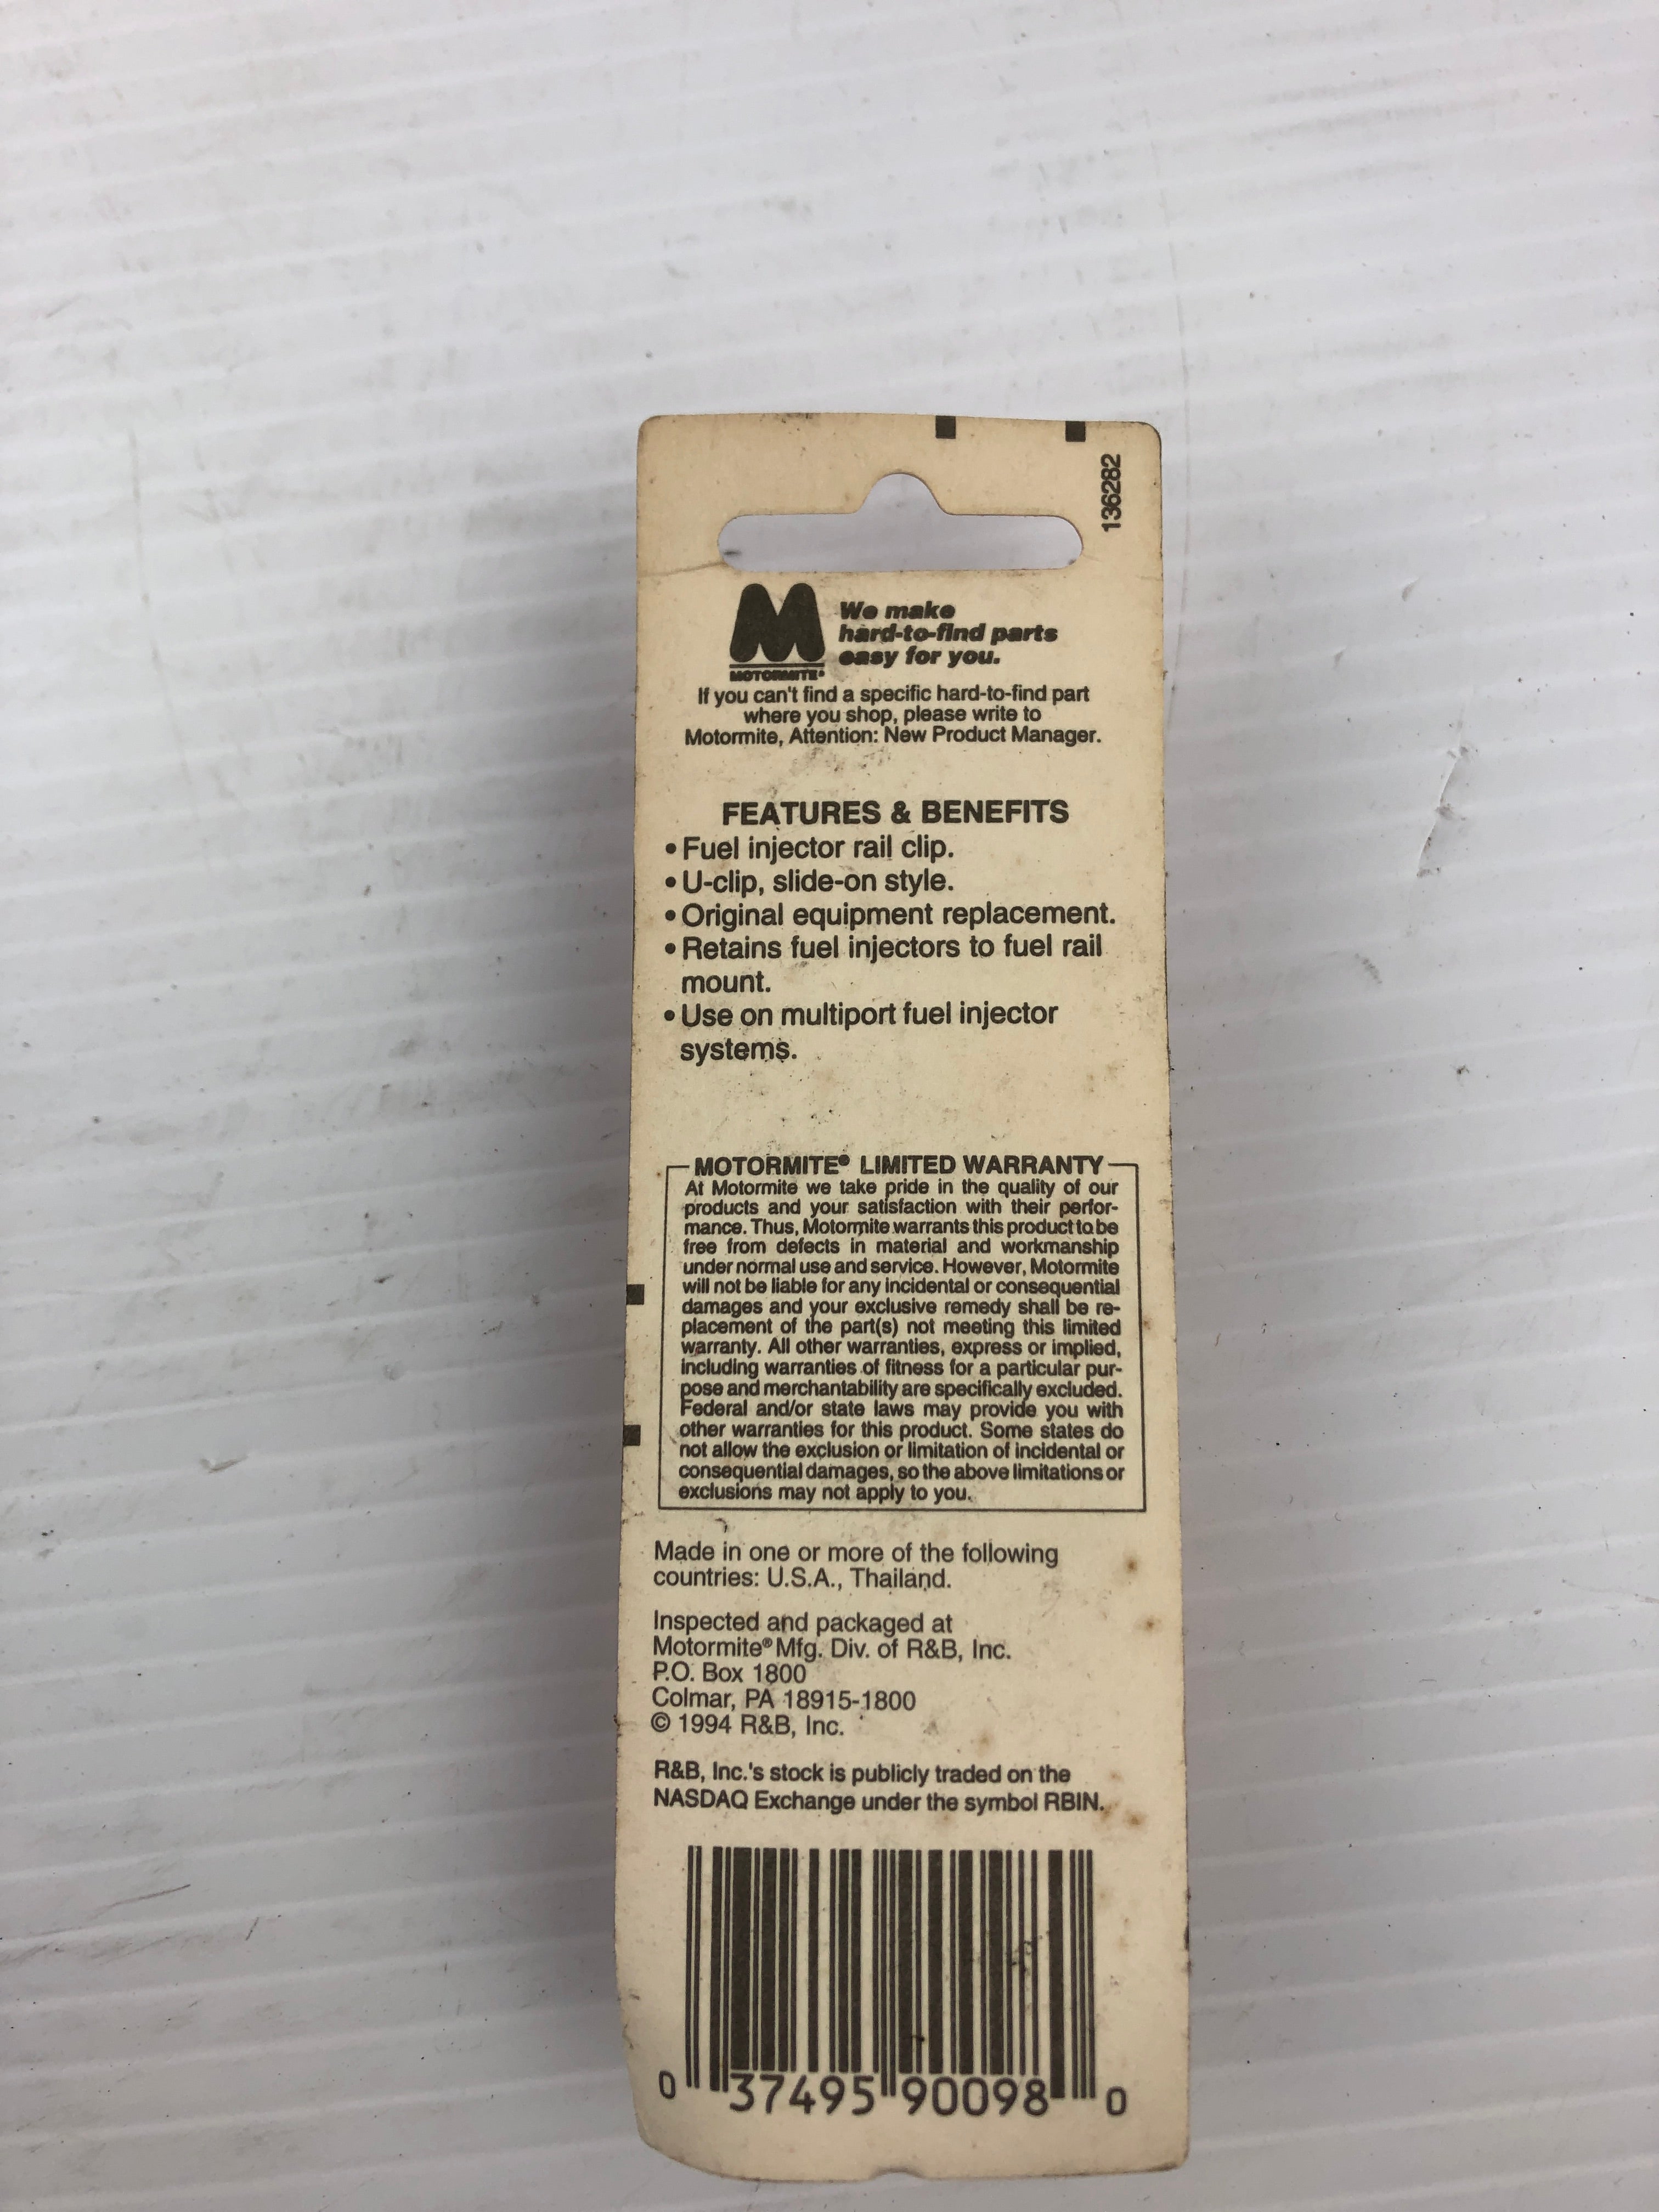 136282
We make
hard-to-find parts
easy for you.
MOTORMITE®
If you can't find a specific hard-to-find part
where you shop, please write to
Motormite, Attention: New Product Manager.
FEATURES & BENEFITS
• Fuel injector rail clip.
• U-clip, slide-on style.
• Original equipment replacement.
• Retains fuel injectors to fuel rail
mount.
• Use on multiport fuel injector
systems.
MOTORMITE® LIMITED WARRANTY
At Motormite we take pride in the quality of our
products and your satisfaction with their perfor-
mance. Thus, Motormite warrants this product to be
free from defects in material and workmanship
under normal use and service. However, Motormite
will not be liable for any incidental or consequential
damages and your exclusive remedy shall be re-
placement of the part(s) not meeting this limited
warranty. All other warranties, express or implied,
including warranties of fitness for a particular pur-
pose and merchantability are specifically excluded.
Federal and/or state laws may provide you with
other warranties for this product. Some states do
not allow the exclusion or limitation of incidental or
consequential damages, so the above limitations or
exclusions may not apply to you.
Made in one or more of the following
countries: U.S.A., Thailand.
Inspected and packaged at
Motormite® Mfg. Div. of R&B, Inc.
P.O. Box 1800
Colmar, PA 18915-1800
© 1994 R&B, Inc.
R&B, Inc.'s stock is publicly traded on the
NASDAQ Exchange under the symbol RBIN.
0 37495 90098 0